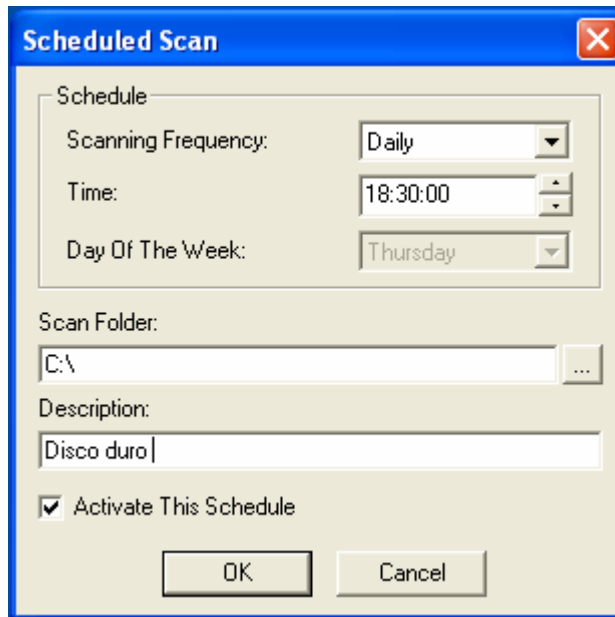 Scheduled Scan
Schedule
Scanning Frequency: Daily
Time: 18:30:00
Day Of The Week: Thursday
Scan Folder:
C:\
...
Description:
Disco duro
Activate This Schedule
OK Cancel